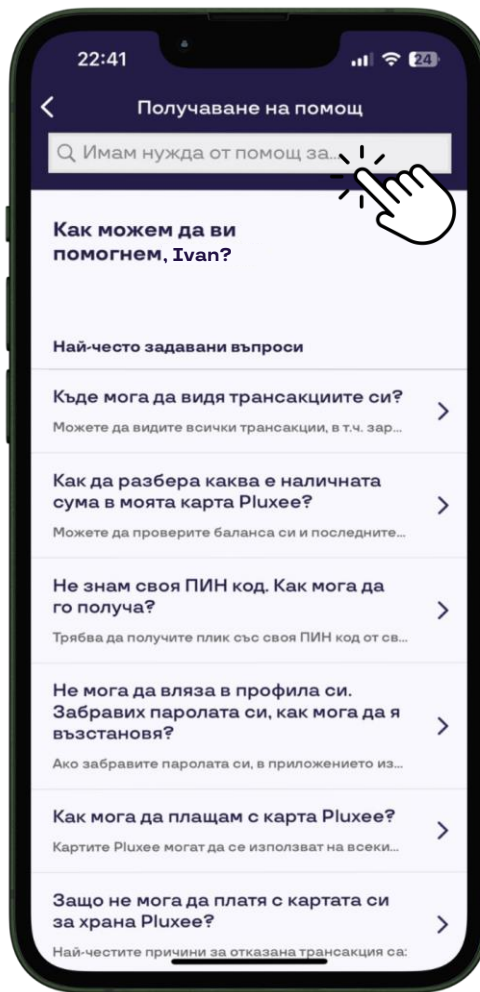 22:41
24
Получаване на помощ
Имам нужда от помощ за...
Как можем да ви
помогнем, Ivan?
Най-често задавани въпроси
Къде мога да видя трансакциите си?
Можете да видите всички трансакции, в т.ч. зар...
Как да разбера каква е наличната
сума в моята карта Pluxee?
Можете да проверите баланса си и последните...
Не знам своя ПИН код. Как мога да
го получа?
Трябва да получите плик със своя ПИН код от св...
Не мога да вляза в профила си.
Забравих паролата си, как мога да я
възстановя?
Ако забравите паролата си, в приложението из...
Как мога да плащам с карта Pluxee?
Картите Pluxee могат да се използват на всеки...
Защо не мога да платя с картата си
за храна Pluxee?
Най-честите причини за отказана трансакция са: